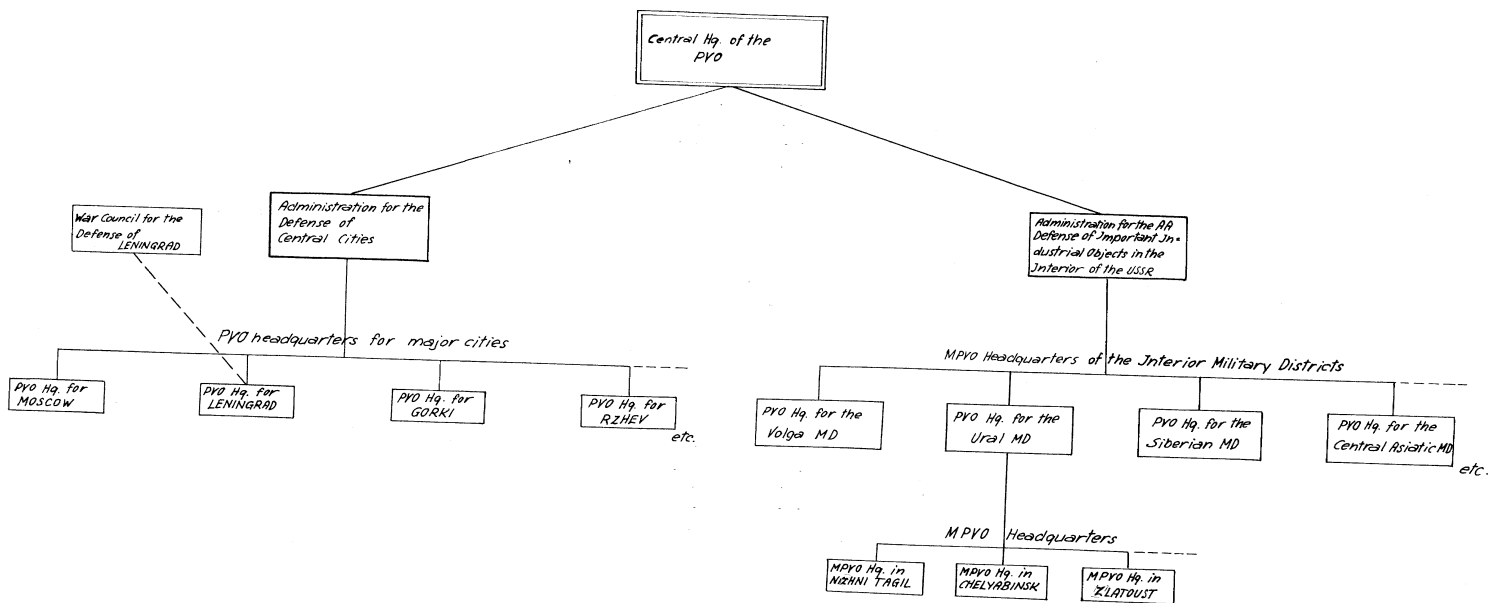 Central Hq. of the
PVO
War Council for the
Defense of
LENINGRAD
Administration for the
Defense of
Central Cities
Administration for the AA
Defense of Important In=
dustrial Objects in the
Interior of the USSR
PVO headquarters for major cities
PVO Hq. for
MOSCOW
PVO Hq. for
LENINGRAD
PVO Hq. for
GORKI
PVO Hq. for
RZHEV
etc.
MPVO Headquarters of the Interior Military Districts
PVO Hq. for the
Volga MD
PVO Hq. for the
Ural MD
PVO Hq. for the
Siberian MD
PVO Hq. for the
Central Asiatic MD
etc.
MPVO Headquarters
MPVO Hq. in
NIZHNI TAGIL
MPVO Hq. in
CHELYABINSK
MPVO Hq. in
ZLATOUST